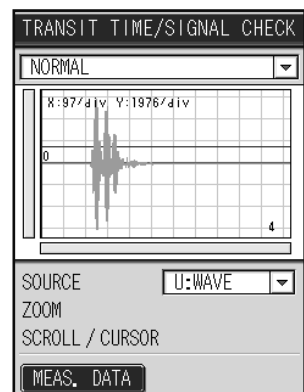 TRANSIT TIME/SIGNAL CHECK
NORMAL
X:97/div Y:1976/div
0
4
SOURCE U:WAVE
ZOOM
SCROLL / CURSOR
MEAS. DATA